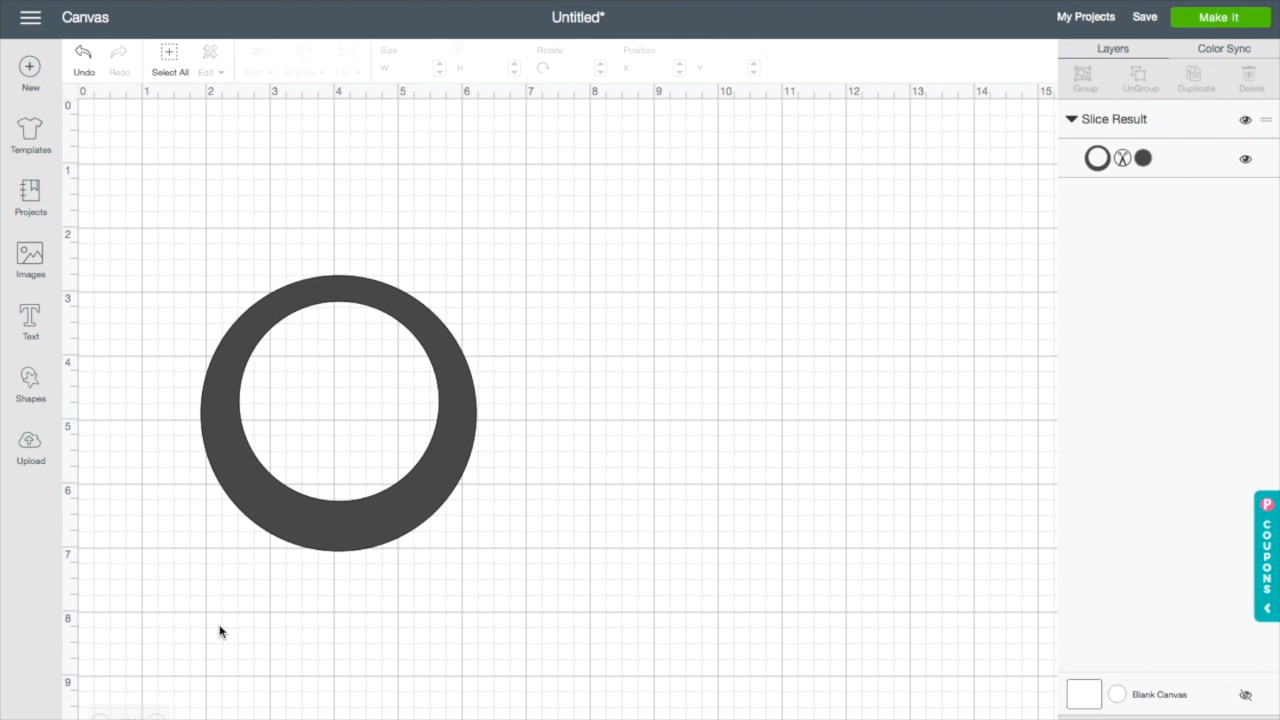 Canvas
Untitled*
My Projects
Save
Make It
Undo
Redo
Select All
Edit
Align
Arrange
Flip
Size
W
H
Rotate
Position
X
Y
Layers
Color Sync
Group
UnGroup
Duplicate
Delete
New
Templates
Projects
Images
Text
Shapes
Upload
0 1 2 3 4 5 6 7 8 9 10 11 12 13 14 15
0
1
2
3
4
5
6
7
8
9
Slice Result
P
COUPONS
Blank Canvas